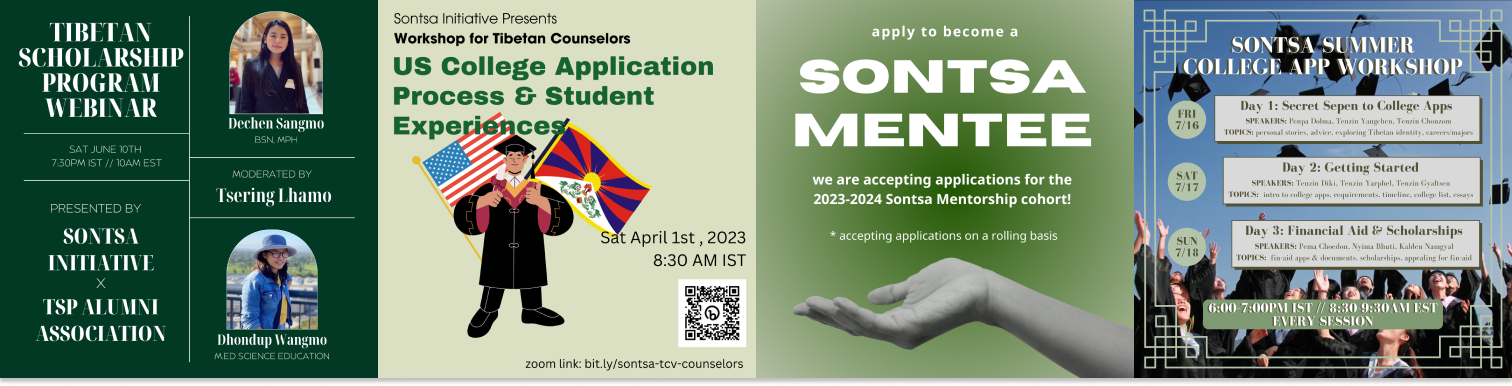 TIBETAN
SCHOLARSHIP
PROGRAM
WEBINAR
SAT JUNE 10TH
7:30PM IST // 10AM EST
PRESENTED BY
SONTSA
INITIATIVE
X
TSP ALUMNI
ASSOCIATION
Dechen Sangmo
BSN, MPH
MODERATED BY
Tsering Lhamo
Dhondup Wangmo
M.ED SCIENCE EDUCATION
Sontsa Initiative Presents
Workshop for Tibetan Counselors
US College Application
Process & Student
Experiences
Sat April 1st , 2023
8:30 AM IST
zoom link: bit.ly/sontsa-tcv-counselors
apply to become a
SONTSA
MENTEE
we are accepting applications for the
2023-2024 Sontsa Mentorship cohort!
* accepting applications on a rolling basis
SONTSA SUMMER
COLLEGE APP WORKSHOP
FRI
7/16
Day 1: Secret Sepen to College Apps
SPEAKERS: Penpa Dolma, Tenzin Yangchen, Tenzin Chonzom
TOPICS: personal stories, advice, exploring Tibetan identity, careers/majors
SAT
7/17
Day 2: Getting Started
SPEAKERS: Tenzin Diki, Tenzin Yarphel, Tenzin Gyaltsen
TOPICS: intro to college apps, requirements, timeline, college list, essays
SUN
7/18
Day 3: Financial Aid & Scholarships
SPEAKERS: Pema Choedon, Nyima Bhuti, Kalden Namgyal
TOPICS: fin-aid apps & documents, scholarships, appealing for fin-aid
6:00-7:00PM IST // 8:30-9:30AM EST
EVERY SESSION